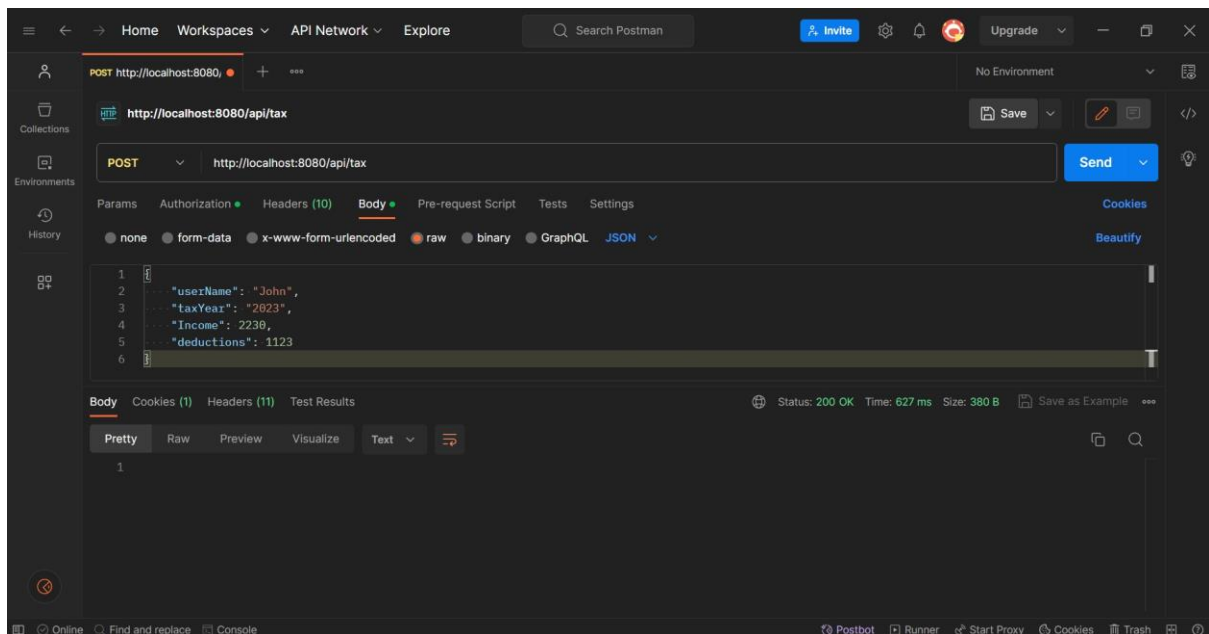 Home Workspaces API Network Explore Search Postman Invite Upgrade
POST http://localhost:8080/ No Environment
HTTP http://localhost:8080/api/tax Save
Collections
POST http://localhost:8080/api/tax Send
Environments
Params Authorization Headers (10) Body Pre-request Script Tests Settings Cookies
History
none form-data x-www-form-urlencoded raw binary GraphQL JSON Beautify
1 {
2 "userName": "John",
3 "taxYear": "2023",
4 "Income": 2230,
5 "deductions": 1123
6 }
Body Cookies (1) Headers (11) Test Results Status: 200 OK Time: 627 ms Size: 380 B Save as Example
Pretty Raw Preview Visualize Text
1
Online Find and replace Console Postbot Runner Start Proxy Cookies Trash